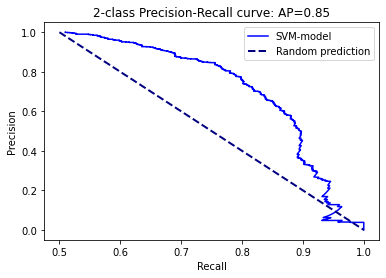 2-class Precision-Recall curve: AP=0.85
SVM-model
Random prediction
Precision
1.0
0.8
0.6
0.4
0.2
0.0
0.5 0.6 0.7 0.8 0.9 1.0
Recall